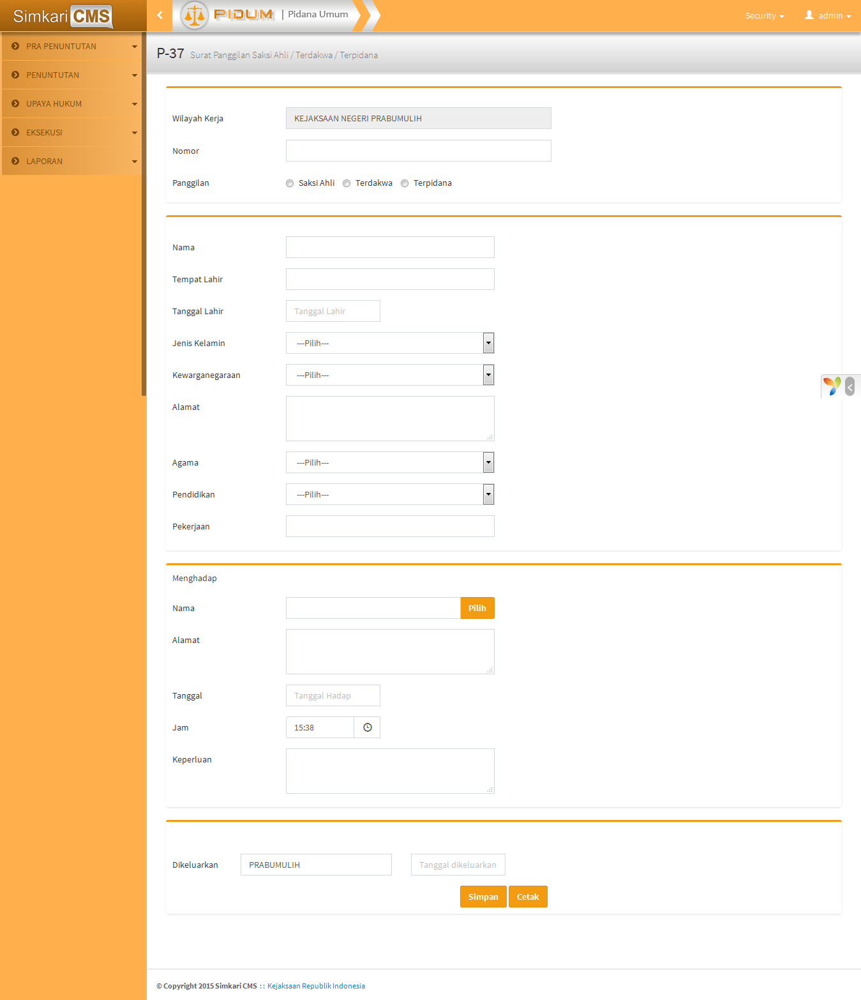 Simkari CMS
PIDUM | Pidana Umum
Security
admin
PRA PENUNTUTAN
PENUNTUTAN
UPAYA HUKUM
EKSEKUSI
LAPORAN
P-37 Surat Panggilan Saksi Ahli / Terdakwa / Terpidana
Wilayah Kerja KEJAKSAAN NEGERI PRABUMULIH
Nomor
Panggilan Saksi Ahli Terdakwa Terpidana
Nama
Tempat Lahir
Tanggal Lahir Tanggal Lahir
Jenis Kelamin ---Pilih---
Kewarganegaraan ---Pilih---
Alamat
Agama ---Pilih---
Pendidikan ---Pilih---
Pekerjaan
Menghadap
Nama Pilih
Alamat
Tanggal Tanggal Hadap
Jam 15:38
Keperluan
Dikeluarkan PRABUMULIH Tanggal dikeluarkan
Simpan Cetak
© Copyright 2015 Simkari CMS :: Kejaksaan Republik Indonesia